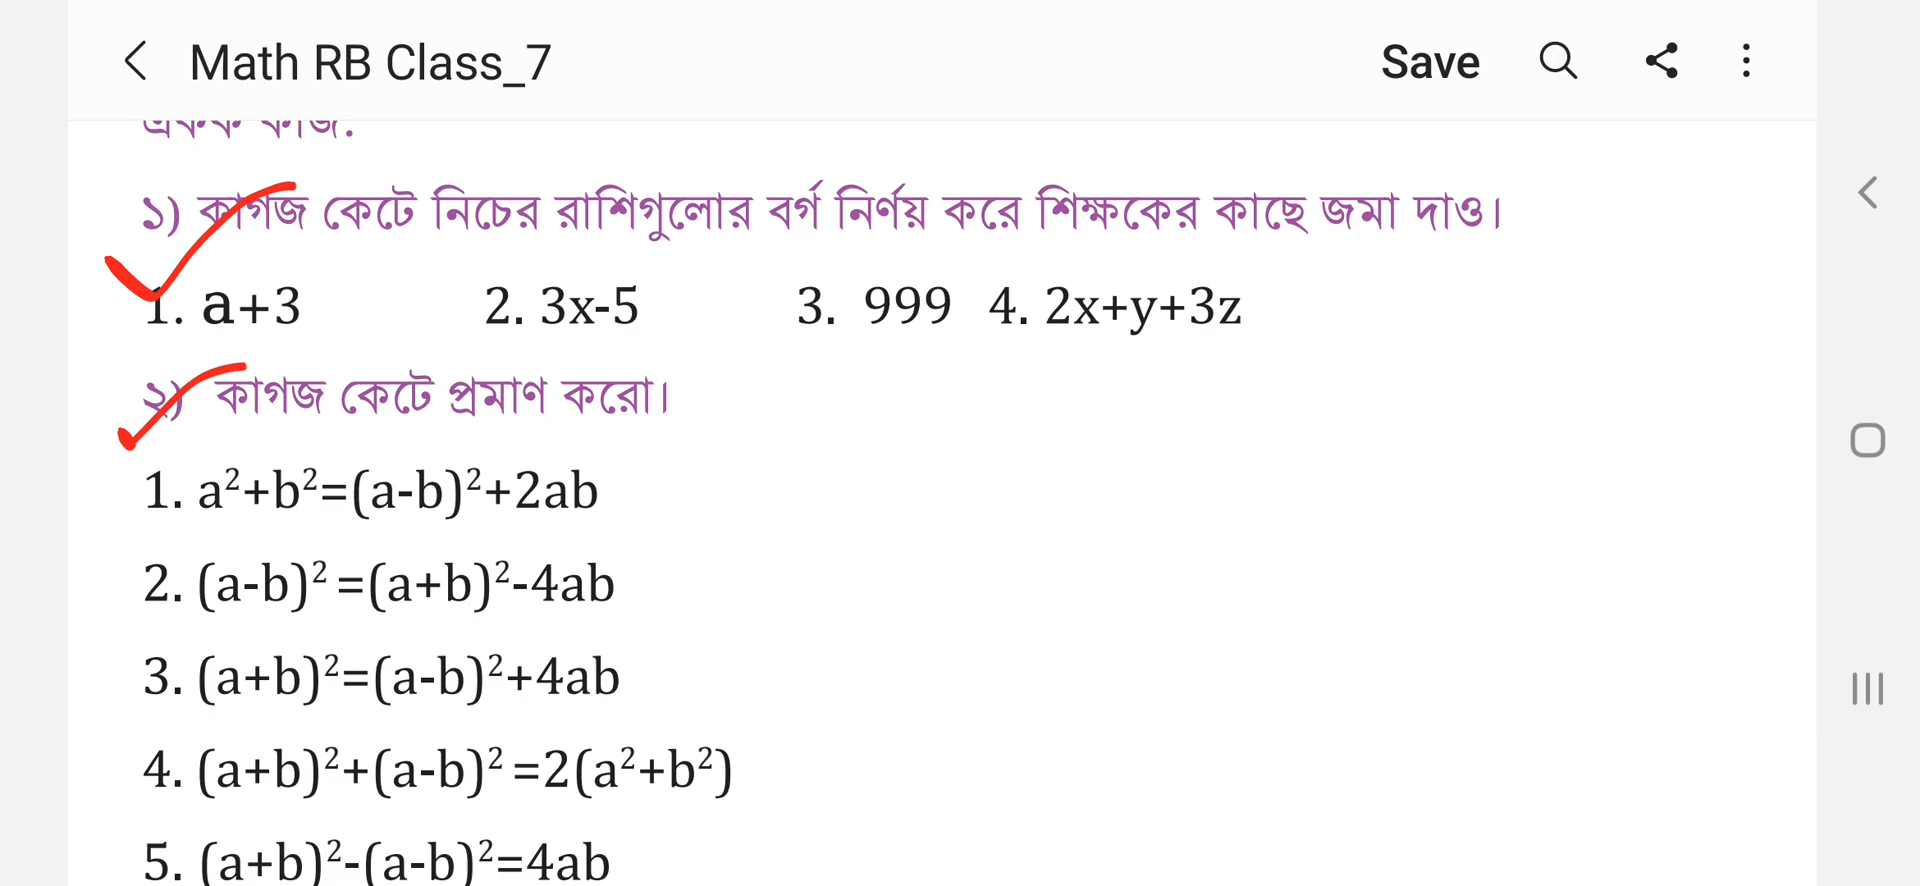 Math RB Class_7
Save
একক কাজ:
১) কাগজ কেটে নিচের রাশিগুলোর বর্গ নির্ণয় করে শিক্ষকের কাছে জমা দাও।
1. a+3 2. 3x-5 3. 999 4. 2x+y+3z
২) কাগজ কেটে প্রমাণ করো।
1. a²+b²=(a-b)²+2ab
2. (a-b)² =(a+b)²-4ab
3. (a+b)²=(a-b)²+4ab
4. (a+b)²+(a-b)² =2(a²+b²)
5. (a+b)²-(a-b)²=4ab